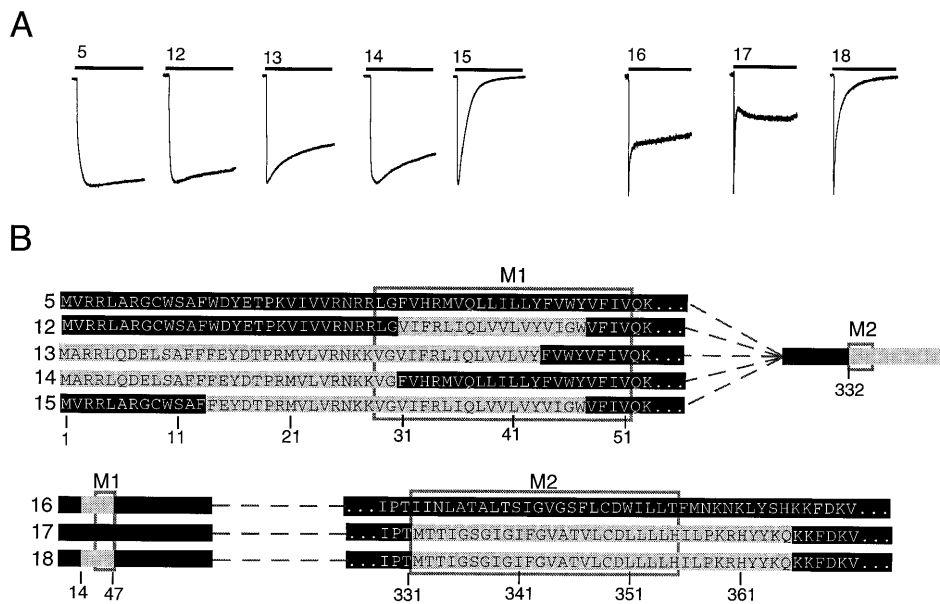 A
5 12 13 14 15 16 17 18
B
M1
5 MVRRLARGCWSAFWDYETPKVIVVRNRRLGFVHRMVQLLILLYFVWYVFIVQK...
12 MVRRLARGCWSAFWDYETPKVIVVRNRRLGVIFRLIQLVVLVYVIGWVFIVQK...
M2
13 MARRLQDELSAFFFEYDTPRMVLVRNKKVGVIFRLIQLVVLVYFVWYVFIVQK...
14 MARRLQDELSAFFFEYDTPRMVLVRNKKVGFVHRMVQLLILLYFVWYVFIVQK...
332
15 MVRRLARGCWSAFFEYDTPRMVLVRNKKVGVIFRLIQLVVLVYVIGWVFIVQK...
1 11 21 31 41 51
M1 M2
16 ...IPTIINLATALTSIGVGSFLCDWILLTFMNKNKLYSHKKFDKV...
17 ...IPTMTTIGSGIGIFGVATVLCDLLLLHILPKRHYYKQKKFDKV...
18 ...IPTMTTIGSGIGIFGVATVLCDLLLLHILPKRHYYKQKKFDKV...
14 47 331 341 351 361